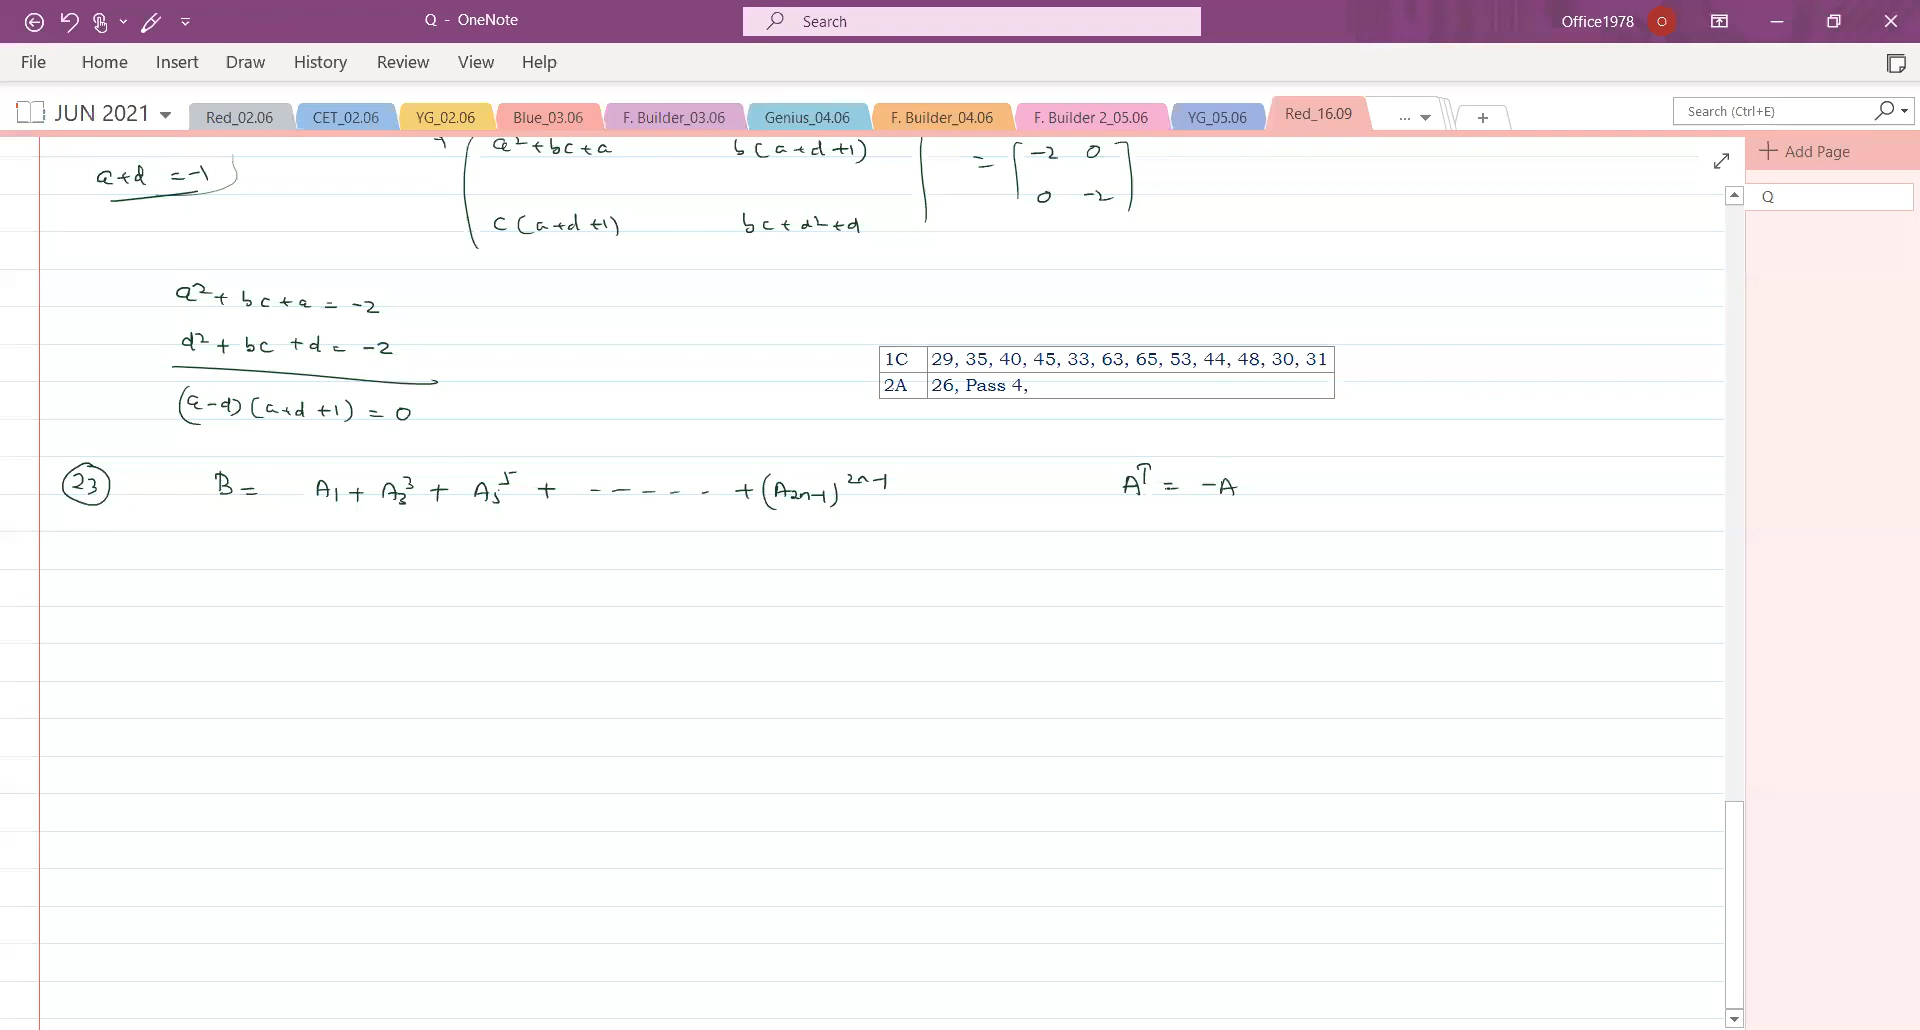 Q - OneNote
Search
Office1978
O
File Home Insert Draw History Review View Help
JUN 2021
Red_02.06 CET_02.06 YG_02.06 Blue_03.06 F. Builder_03.06 Genius_04.06 F. Builder_04.06 F. Builder 2_05.06 YG_05.06 Red_16.09 ... +
Search (Ctrl+E)
Add Page
Q
a² + bc + a b(a+d+1) = -2 0
a+d = -1
0 -2
c(a+d+1) bc + d² + d
a² + bc + a = -2
d² + bc + d = -2
(a-d)(a+d+1) = 0
1C 29, 35, 40, 45, 33, 63, 65, 53, 44, 48, 30, 31
2A 26, Pass 4,
23 B = A₁ + A₃³ + A₅⁵ + ------ + (A₂ₙ₋₁)²ⁿ⁻¹ Aᵀ = -A